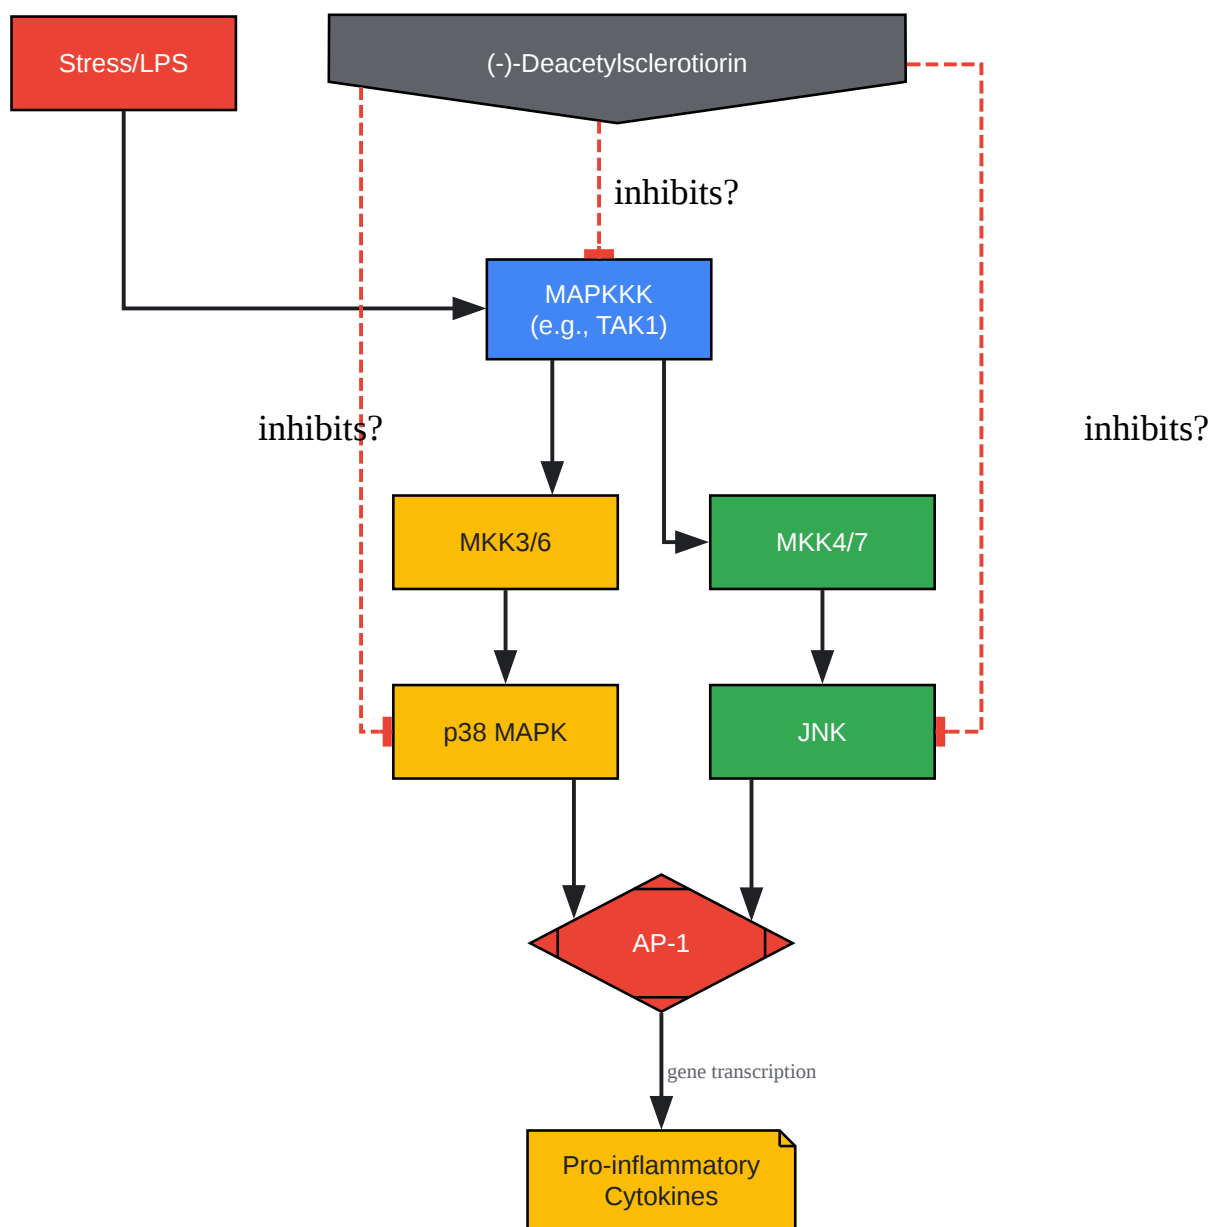 Stress/LPS
(-)-Deacetylsclerotiorin
inhibits?
MAPKKK
(e.g., TAK1)
inhibits?
inhibits?
MKK3/6
MKK4/7
p38 MAPK
JNK
AP-1
gene transcription
Pro-inflammatory
Cytokines